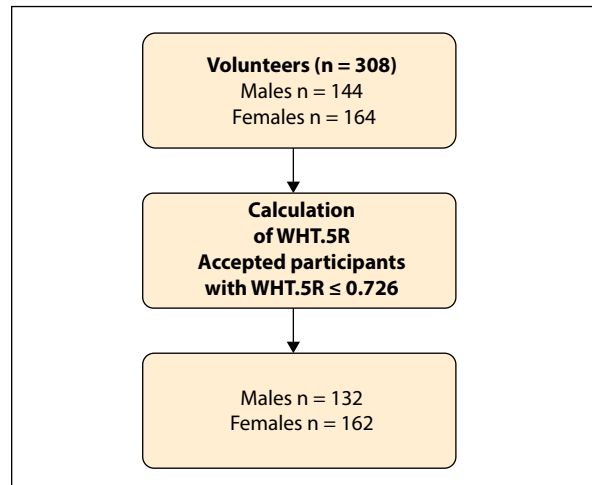 Volunteers (n = 308)
Males n = 144
Females n = 164
Calculation
of WHT.5R
Accepted participants
with WHT.5R ≤ 0.726
Males n = 132
Females n = 162